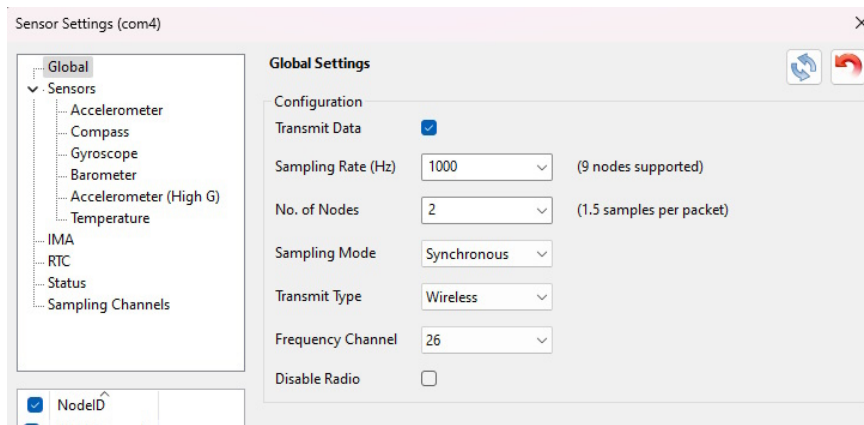 Sensor Settings (com4)
Global
Sensors
Accelerometer
Compass
Gyroscope
Barometer
Accelerometer (High G)
Temperature
IMA
RTC
Status
Sampling Channels
NodeID
Global Settings
Configuration
Transmit Data
Sampling Rate (Hz) 1000 (9 nodes supported)
No. of Nodes 2 (1.5 samples per packet)
Sampling Mode Synchronous
Transmit Type Wireless
Frequency Channel 26
Disable Radio